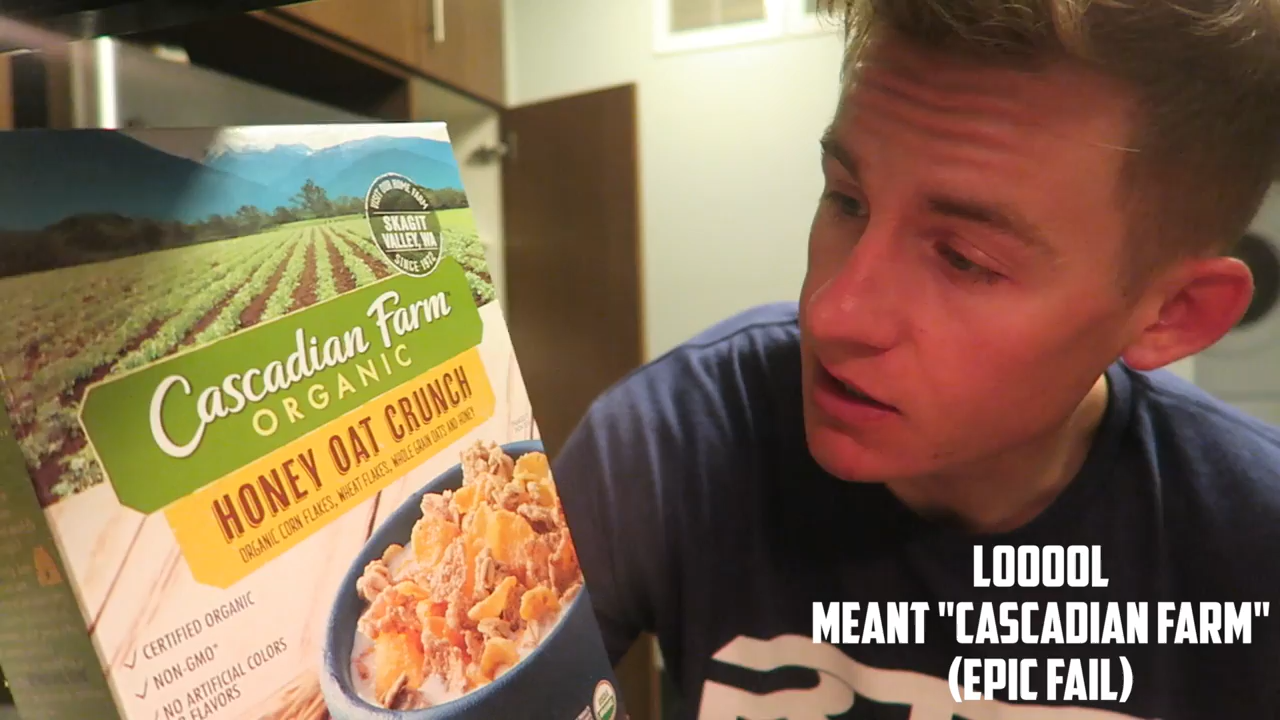 VISIT OUR HOME FARM
SKAGIT
VALLEY, WA
SINCE 1972
Cascadian Farm
ORGANIC
HONEY OAT CRUNCH
ORGANIC CORN FLAKES, WHEAT FLAKES, WHOLE GRAIN OATS AND HONEY
✓ CERTIFIED ORGANIC
✓ NON-GMO*
✓ NO ARTIFICIAL COLORS
FLAVORS
LOOOOL
MEANT "CASCADIAN FARM"
(EPIC FAIL)